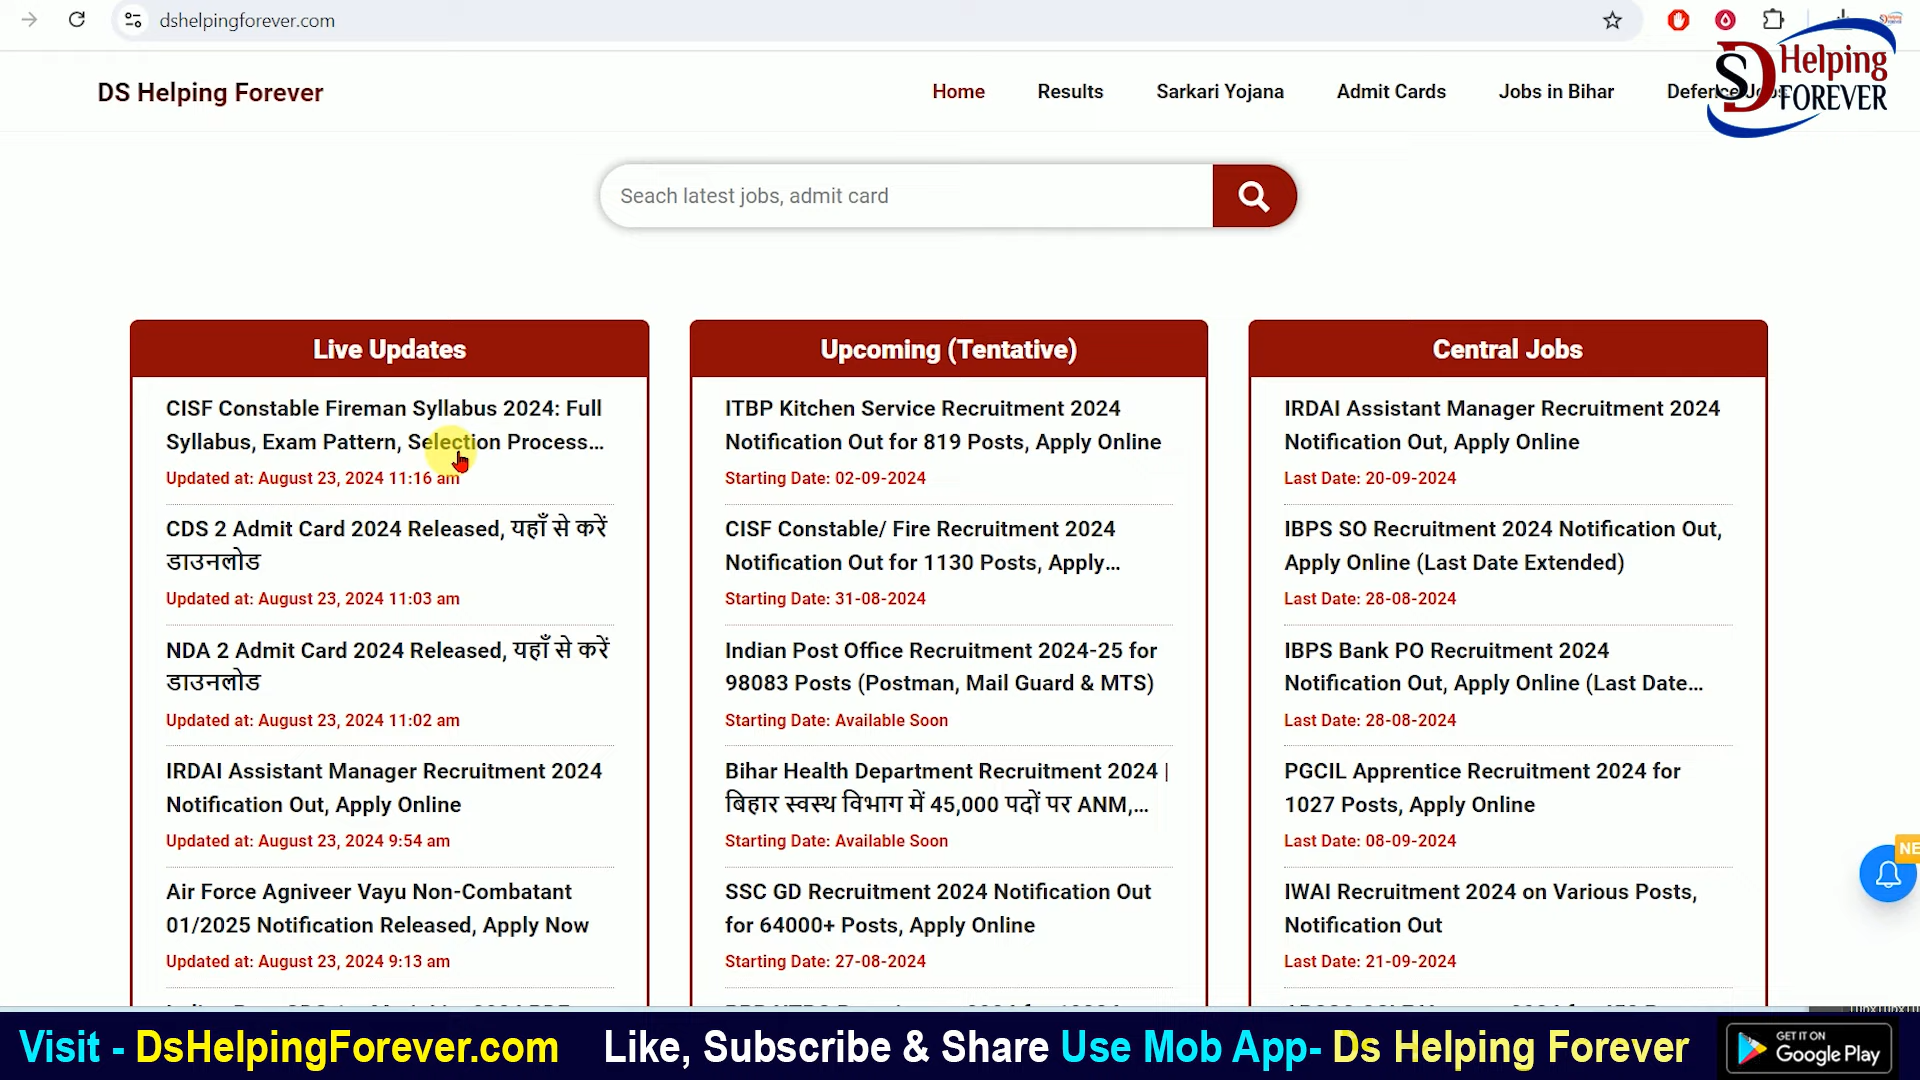 dshelpingforever.com
DS Helping Forever
Home
Results
Sarkari Yojana
Admit Cards
Jobs in Bihar
Defence Jobs
DS Helping
FOREVER
Seach latest jobs, admit card
Live Updates
CISF Constable Fireman Syllabus 2024: Full
Syllabus, Exam Pattern, Selection Process...
Updated at: August 23, 2024 11:16 am
CDS 2 Admit Card 2024 Released, यहाँ से करें
डाउनलोड
Updated at: August 23, 2024 11:03 am
NDA 2 Admit Card 2024 Released, यहाँ से करें
डाउनलोड
Updated at: August 23, 2024 11:02 am
IRDAI Assistant Manager Recruitment 2024
Notification Out, Apply Online
Updated at: August 23, 2024 9:54 am
Air Force Agniveer Vayu Non-Combatant
01/2025 Notification Released, Apply Now
Updated at: August 23, 2024 9:13 am
Upcoming (Tentative)
ITBP Kitchen Service Recruitment 2024
Notification Out for 819 Posts, Apply Online
Starting Date: 02-09-2024
CISF Constable/ Fire Recruitment 2024
Notification Out for 1130 Posts, Apply...
Starting Date: 31-08-2024
Indian Post Office Recruitment 2024-25 for
98083 Posts (Postman, Mail Guard & MTS)
Starting Date: Available Soon
Bihar Health Department Recruitment 2024 |
बिहार स्वस्थ विभाग में 45,000 पदों पर ANM,...
Starting Date: Available Soon
SSC GD Recruitment 2024 Notification Out
for 64000+ Posts, Apply Online
Starting Date: 27-08-2024
Central Jobs
IRDAI Assistant Manager Recruitment 2024
Notification Out, Apply Online
Last Date: 20-09-2024
IBPS SO Recruitment 2024 Notification Out,
Apply Online (Last Date Extended)
Last Date: 28-08-2024
IBPS Bank PO Recruitment 2024
Notification Out, Apply Online (Last Date...
Last Date: 28-08-2024
PGCIL Apprentice Recruitment 2024 for
1027 Posts, Apply Online
Last Date: 08-09-2024
IWAI Recruitment 2024 on Various Posts,
Notification Out
Last Date: 21-09-2024
NE
Visit - DsHelpingForever.com Like, Subscribe & Share Use Mob App- Ds Helping Forever
GET IT ON
Google Play